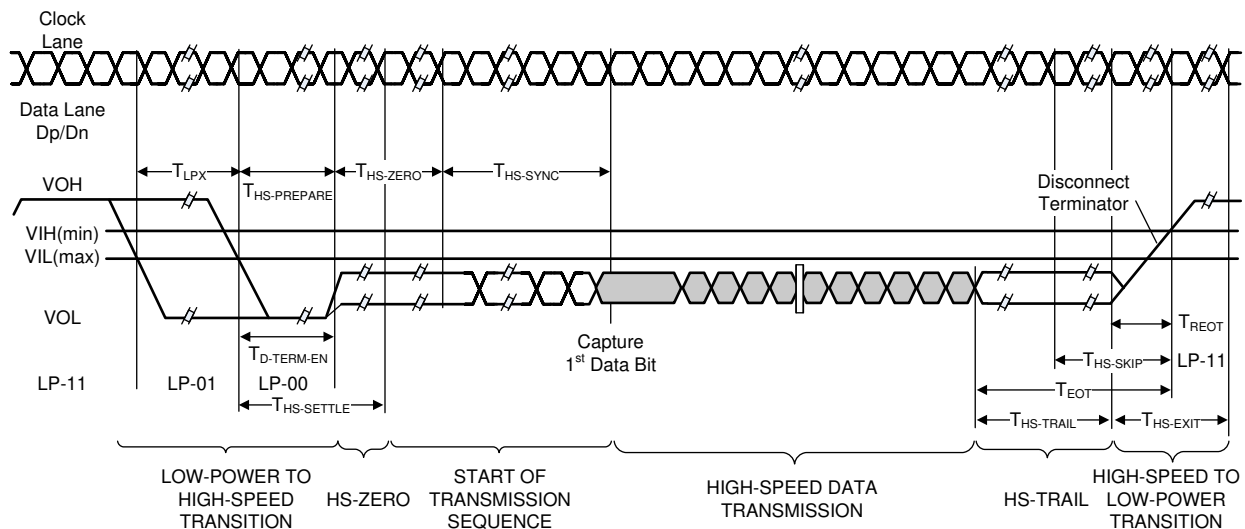 Clock
Lane
Data Lane
Dp/Dn
TLPX
THS-PREPARE
THS-ZERO
THS-SYNC
VOH
VIH(min)
VIL(max)
VOL
Disconnect
Terminator
TD-TERM-EN
Capture
1st Data Bit
TREOT
THS-SKIP
LP-11
TEOT
LP-11
LP-01
LP-00
THS-SETTLE
THS-TRAIL
THS-EXIT
LOW-POWER TO
HIGH-SPEED
TRANSITION
HS-ZERO
START OF
TRANSMISSION
SEQUENCE
HIGH-SPEED DATA
TRANSMISSION
HS-TRAIL
HIGH-SPEED TO
LOW-POWER
TRANSITION